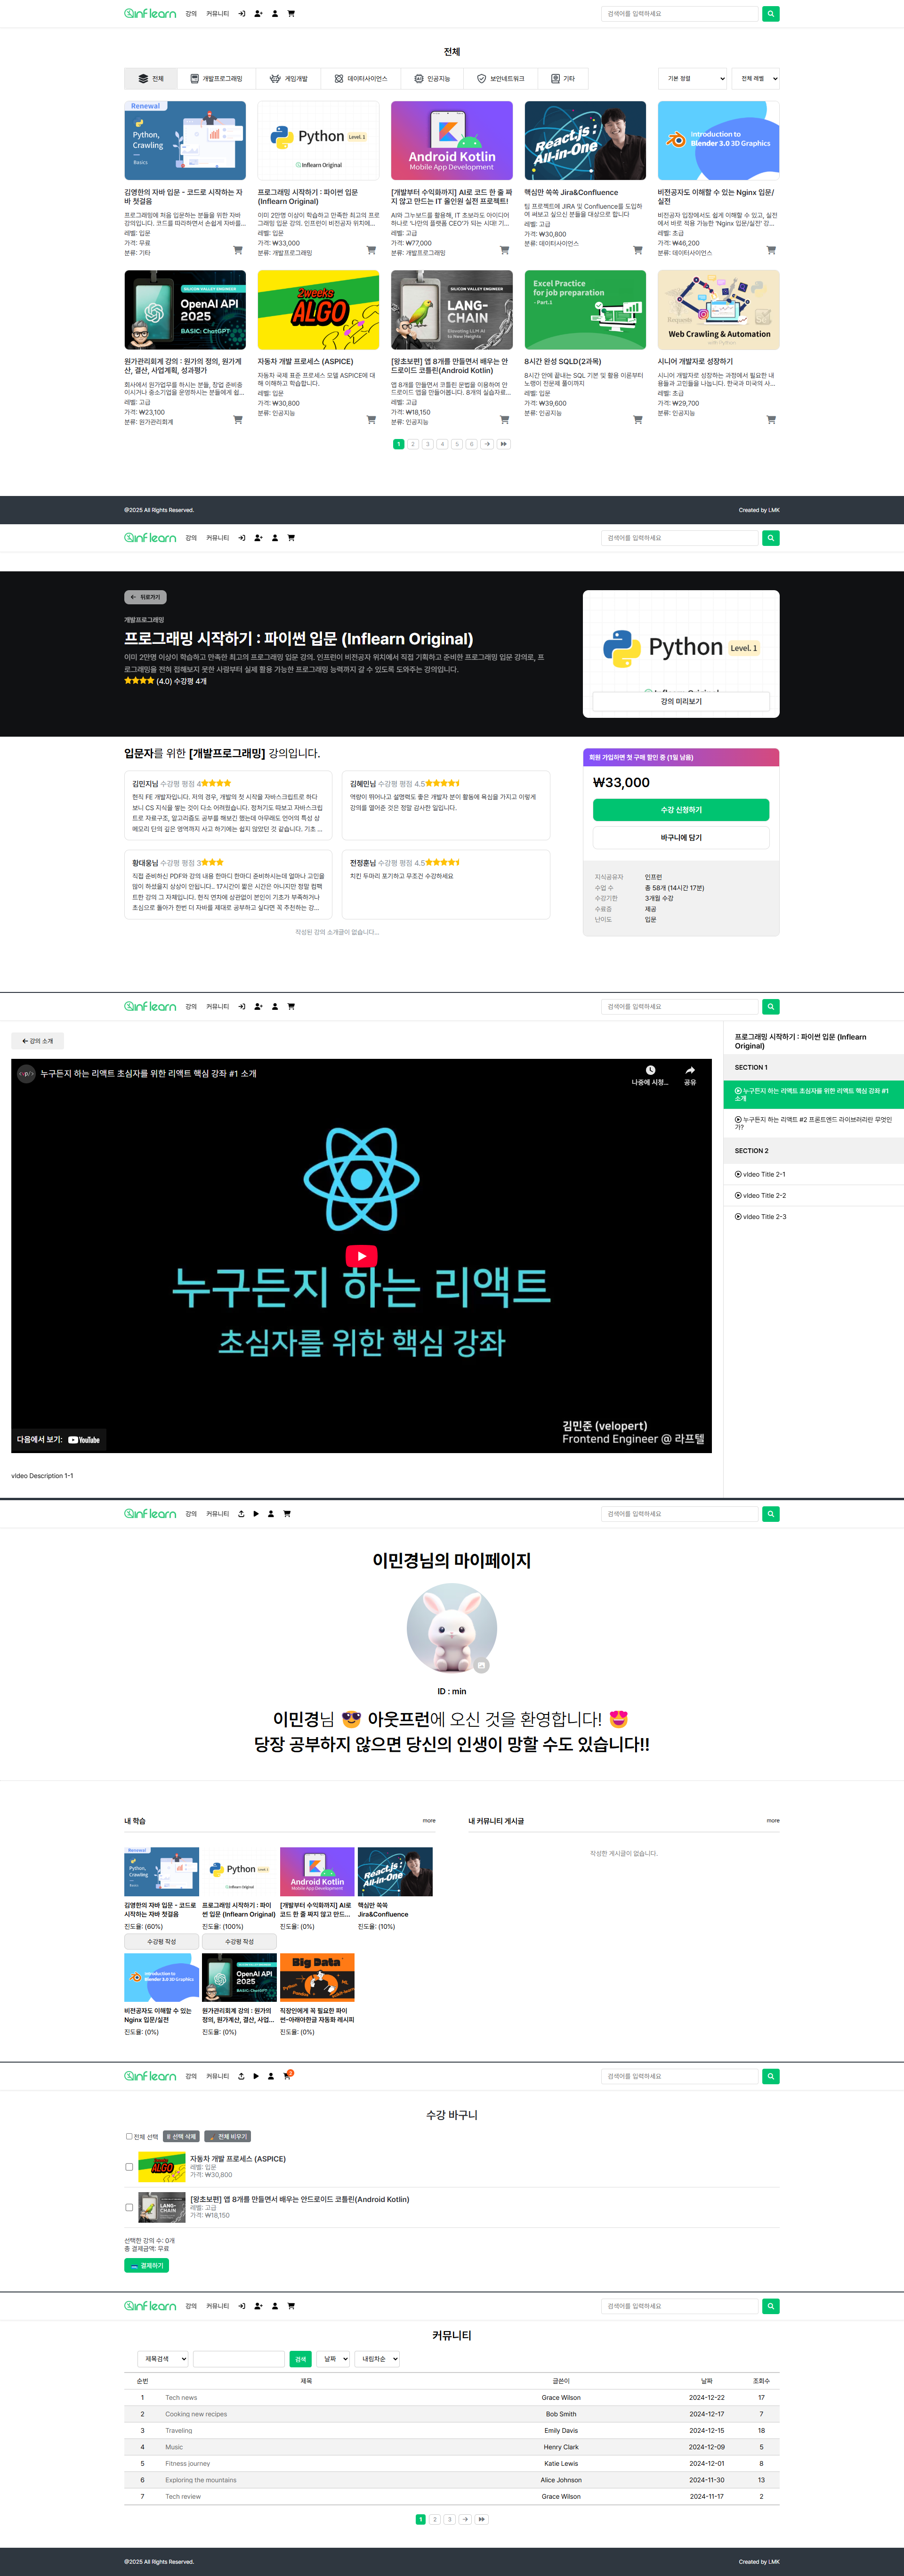 inflearn
강의 커뮤니티
검색어를 입력하세요
전체
전체 개발프로그래밍 게임개발 데이터사이언스 인공지능 보안네트워크 기타
기본 정렬 전체 레벨
Renewal
Python,
Crawling
Basics
김영한의 자바 입문 - 코드로 시작하는 자바 첫걸음
프로그래밍에 처음 입문하는 분들을 위한 자바 강의입니다. 코드를 따라하면서 손쉽게 자바를...
레벨: 입문
가격: 무료
분류: 기타
Python Level. 1
Inflearn Original
프로그래밍 시작하기 : 파이썬 입문 (Inflearn Original)
이미 2만명 이상이 학습하고 만족한 최고의 프로그래밍 입문 강의. 인프런이 비전공자 위치에...
레벨: 입문
가격: ₩33,000
분류: 개발프로그래밍
Android Kotlin
Mobile App Development
[개발부터 수익화까지] AI로 코드 한 줄 짜지 않고 만드는 IT 올인원 실전 프로젝트!
AI와 그누보드를 활용해, IT 초보라도 아이디어 하나로 '나만의 플랫폼 CEO'가 되는 시대! 기...
레벨: 고급
가격: ₩77,000
분류: 개발프로그래밍
React.js :
All-in-One
핵심만 쏙쏙 Jira&Confluence
팀 프로젝트에 JIRA 및 Confluence를 도입하여 써보고 싶으신 분들을 대상으로 합니다
레벨: 고급
가격: ₩30,800
분류: 데이터사이언스
Introduction to
Blender 3.0 3D Graphics
비전공자도 이해할 수 있는 Nginx 입문/실전
비전공자 입장에서도 쉽게 이해할 수 있고, 실전에서 바로 적용 가능한 'Nginx 입문/실전' 강...
레벨: 초급
가격: ₩46,200
분류: 데이터사이언스
SILICON VALLEY ENGINEER
OpenAI API
2025
BASIC: ChatGPT
원가관리회계 강의 : 원가의 정의, 원가계산, 결산, 사업계획, 성과평가
회사에서 원가업무를 하시는 분들, 창업 준비중이시거나 중소기업을 운영하시는 분들에게 쉽...
레벨: 고급
가격: ₩23,100
분류: 원가관리회계
2weeks
ALGO
자동차 개발 프로세스 (ASPICE)
자동차 국제 표준 프로세스 모델 ASPICE에 대해 이해하고 학습합니다.
레벨: 입문
가격: ₩30,800
분류: 인공지능
SILICON VALLEY ENGINEER
LANG-
CHAIN
Elevating LLM AI
to New Heights
[왕초보편] 앱 8개를 만들면서 배우는 안드로이드 코틀린(Android Kotlin)
앱 8개를 만들면서 코틀린 문법을 이용하여 안드로이드 앱을 만들어봅니다. 8개의 실습자료...
레벨: 고급
가격: ₩18,150
분류: 인공지능
Excel Practice
for job preparation
- Part.1
8시간 완성 SQLD(2과목)
8시간 안에 끝내는 SQL 기본 및 활용 이론부터 노랭이 전문제 풀이까지
레벨: 입문
가격: ₩39,600
분류: 인공지능
Web Crawling & Automation
with Python
시니어 개발자로 성장하기
시니어 개발자로 성장하는 과정에서 필요한 내용들과 고민들을 나눕니다. 한국과 미국의 사...
레벨: 초급
가격: ₩29,700
분류: 인공지능
1 2 3 4 5 6
@2025 All Rights Reserved. Created by LMK
inflearn
강의 커뮤니티
검색어를 입력하세요
뒤로가기
개발프로그래밍
프로그래밍 시작하기 : 파이썬 입문 (Inflearn Original)
이미 2만명 이상이 학습하고 만족한 최고의 프로그래밍 입문 강의. 인프런이 비전공자 위치에서 직접 기획하고 준비한 프로그래밍 입문 강의로, 프
로그래밍을 전혀 접해보지 못한 사람부터 실제 활용 가능한 프로그래밍 능력까지 갈 수 있도록 도와주는 강의입니다.
(4.0) 수강평 4개
Python Level. 1
강의 미리보기
입문자를 위한 [개발프로그래밍] 강의입니다.
김민지님 수강평 평점 4
현직 FE 개발자입니다. 저의 경우, 개발의 첫 시작을 자바스크립트로 하다
보니 CS 지식을 쌓는 것이 다소 어려웠습니다. 정처기도 따보고 자바스크립
트로 자료구조, 알고리즘도 공부를 해보긴 했는데 아무래도 언어의 특성 상
메모리 단의 깊은 영역까지 사고 하기에는 쉽지 않았던 것 같습니다. 기초 ...
김혜민님 수강평 평점 4.5
역량이 뛰어나고 설명력도 좋은 개발자 분이 활동에 욕심을 가지고 이렇게
강의를 열어준 것은 정말 감사한 일입니다.
황대웅님 수강평 평점 3
직접 준비하신 PDF와 강의 내용 한마디 한마디 준비하시는데 얼마나 고민을
많이 하셨을지 상상이 안됩니다.. 17시간이 짧은 시간은 아니지만 정말 컴팩
트한 강의 그 자체입니다. 현직 연차에 상관없이 본인이 기초가 부족하거나
초심으로 돌아가 한번 더 자바를 제대로 공부하고 싶다면 꼭 추천하는 강...
전정훈님 수강평 평점 4.5
치킨 두마리 포기하고 무조건 수강하세요
작성된 강의 소개글이 없습니다...
회원 가입하면 첫 구매 할인 중 (1일 남음)
₩33,000
수강 신청하기
바구니에 담기
지식공유자 인프런
수업 수 총 58개 (14시간 17분)
수강기한 3개월 수강
수료증 제공
난이도 입문
inflearn
강의 커뮤니티
검색어를 입력하세요
강의 소개
누구든지 하는 리액트 초심자를 위한 리액트 핵심 강좌 #1 소개
나중에 시청... 공유
누구든지 하는 리액트
초심자를 위한 핵심 강좌
김민준 (velopert)
Frontend Engineer @ 라프텔
다음에서 보기: YouTube
vIdeo Description 1-1
프로그래밍 시작하기 : 파이썬 입문 (Inflearn Original)
SECTION 1
누구든지 하는 리액트 초심자를 위한 리액트 핵심 강좌 #1 소개
누구든지 하는 리액트 #2 프론트엔드 라이브러리란 무엇인가?
SECTION 2
vIdeo Title 2-1
vIdeo Title 2-2
vIdeo Title 2-3
inflearn
강의 커뮤니티
검색어를 입력하세요
이민경님의 마이페이지
ID : min
이민경님 😎 아웃프런에 오신 것을 환영합니다! 😍
당장 공부하지 않으면 당신의 인생이 망할 수도 있습니다!!
내 학습 more
Renewal
Python,
Crawling
Basics
김영한의 자바 입문 - 코드로 시작하는 자바 첫걸음
진도율: (60%)
수강평 작성
Python Level. 1
프로그래밍 시작하기 : 파이썬 입문 (Inflearn Original)
진도율: (100%)
수강평 작성
Android Kotlin
Mobile App Development
[개발부터 수익화까지] AI로 코드 한 줄 짜지 않고 만드...
진도율: (0%)
React.js :
All-in-One
핵심만 쏙쏙 Jira&Confluence
진도율: (10%)
Introduction to
Blender 3.0 3D Graphics
비전공자도 이해할 수 있는 Nginx 입문/실전
진도율: (0%)
OpenAI API
2025
BASIC: ChatGPT
원가관리회계 강의 : 원가의 정의, 원가계산, 결산, 사업...
진도율: (0%)
Big Data
직장인에게 꼭 필요한 파이썬-아래아한글 자동화 레시피
진도율: (0%)
내 커뮤니티 게시글 more
작성한 게시글이 없습니다.
inflearn
강의 커뮤니티
검색어를 입력하세요
수강 바구니
전체 선택 선택 삭제 전체 비우기
ALGO
자동차 개발 프로세스 (ASPICE)
레벨: 입문
가격: ₩30,800
LANG-
CHAIN
[왕초보편] 앱 8개를 만들면서 배우는 안드로이드 코틀린(Android Kotlin)
레벨: 고급
가격: ₩18,150
선택한 강의 수: 0개
총 결제금액: 무료
결제하기
inflearn
강의 커뮤니티
검색어를 입력하세요
커뮤니티
제목검색 검색 날짜 내림차순
순번 제목 글쓴이 날짜 조회수
1 Tech news Grace Wilson 2024-12-22 17
2 Cooking new recipes Bob Smith 2024-12-17 7
3 Traveling Emily Davis 2024-12-15 18
4 Music Henry Clark 2024-12-09 5
5 Fitness journey Katie Lewis 2024-12-01 8
6 Exploring the mountains Alice Johnson 2024-11-30 13
7 Tech review Grace Wilson 2024-11-17 2
1 2 3
@2025 All Rights Reserved. Created by LMK